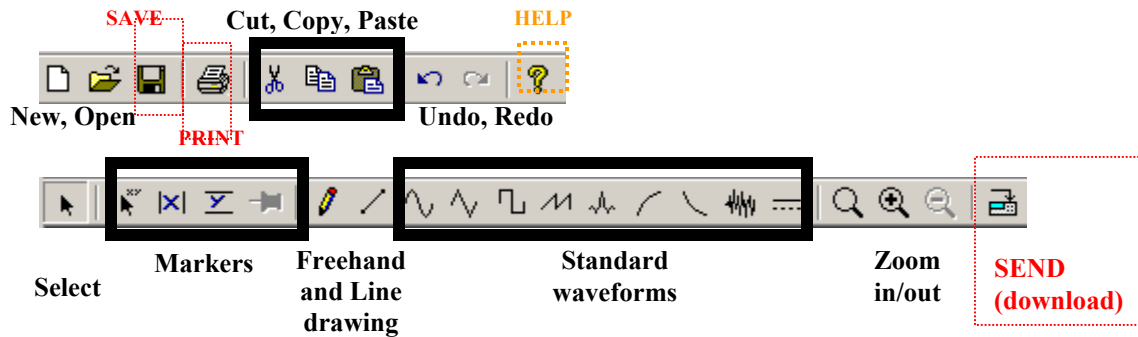 SAVE
Cut, Copy, Paste
HELP
New, Open
PRINT
Undo, Redo
Select
Markers
Freehand
and Line
drawing
Standard
waveforms
Zoom
in/out
SEND
(download)